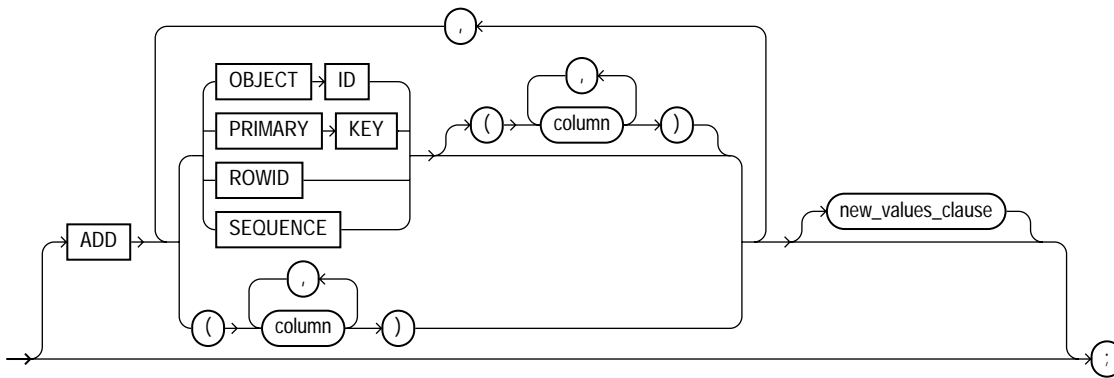 ,
OBJECT ID
,
PRIMARY KEY
( column )
ROWID
SEQUENCE
new_values_clause
ADD
,
( column )
;